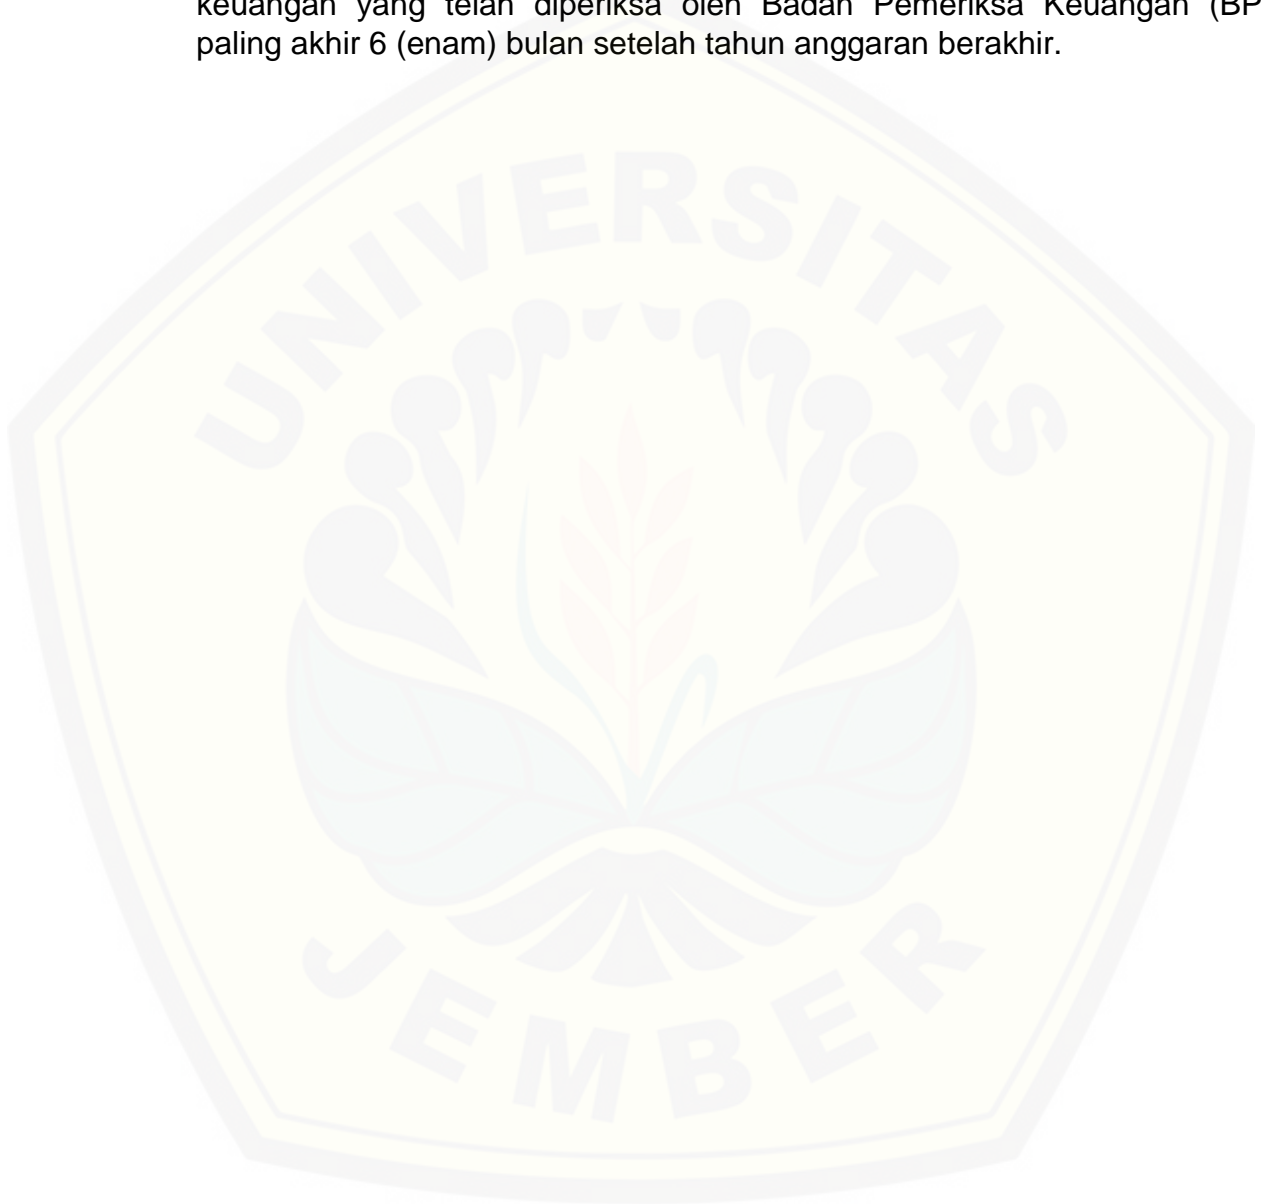 keuangan yang telah diperiksa oleh Badan Pemeriksa Keuangan (BP
paling akhir 6 (enam) bulan setelah tahun anggaran berakhir.
UNIVERSITAS
JEMBER